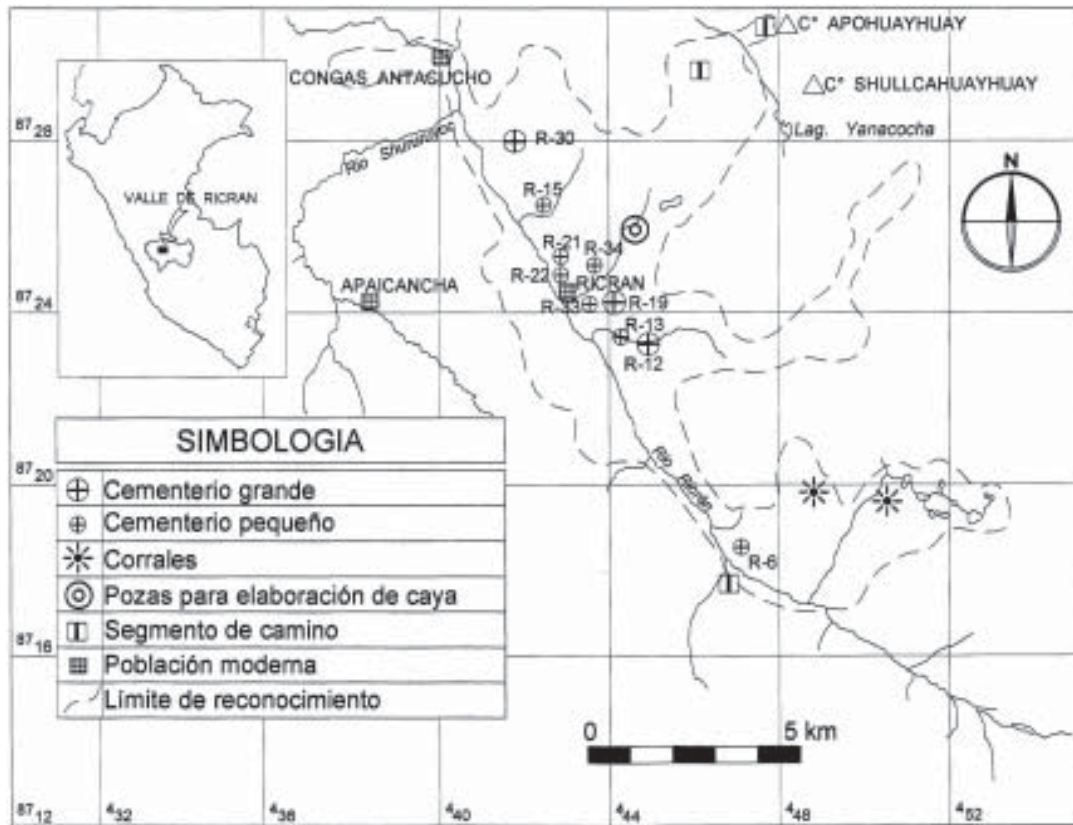 C° APOHUAYHUAY
CONGAS ANTACUCHO
C° SHULLCAHUAYHUAY
Lag. Yanacocha
87 28
R-30
Rio
N
VALLE DE RICRAN
R-15
R-21
R-34
R-22
RICRAN
APAICANCHA
R-33
R-19
87 24
R-13
R-12
SIMBOLOGIA
Cementerio grande
Cementerio pequeño
Corrales
Pozas para elaboración de caya
Segmento de camino
Población moderna
Límite de reconocimiento
87 20
Rio Ricrán
R-6
87 16
0 5 km
87 12
4 32
4 36
4 40
4 44
4 48
4 52